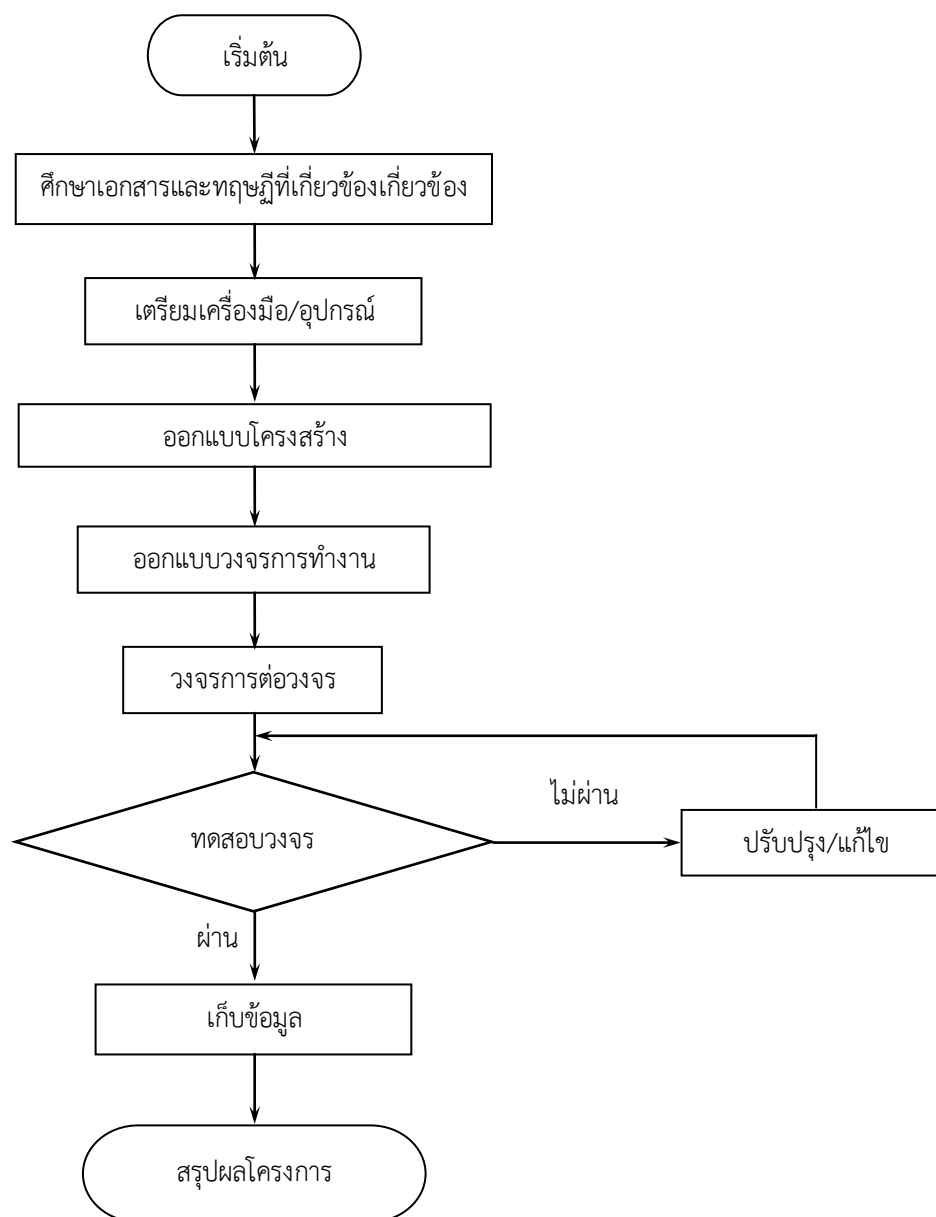 เริ่มต้น
ศึกษาเอกสารและทฤษฏีที่เกี่ยวข้องเกี่ยวข้อง
เตรียมเครื่องมือ/อุปกรณ์
ออกแบบโครงสร้าง
ออกแบบวงจรการทำงาน
วงจรการต่อวงจร
ทดสอบวงจร
ไม่ผ่าน
ปรับปรุง/แก้ไข
ผ่าน
เก็บข้อมูล
สรุปผลโครงการ